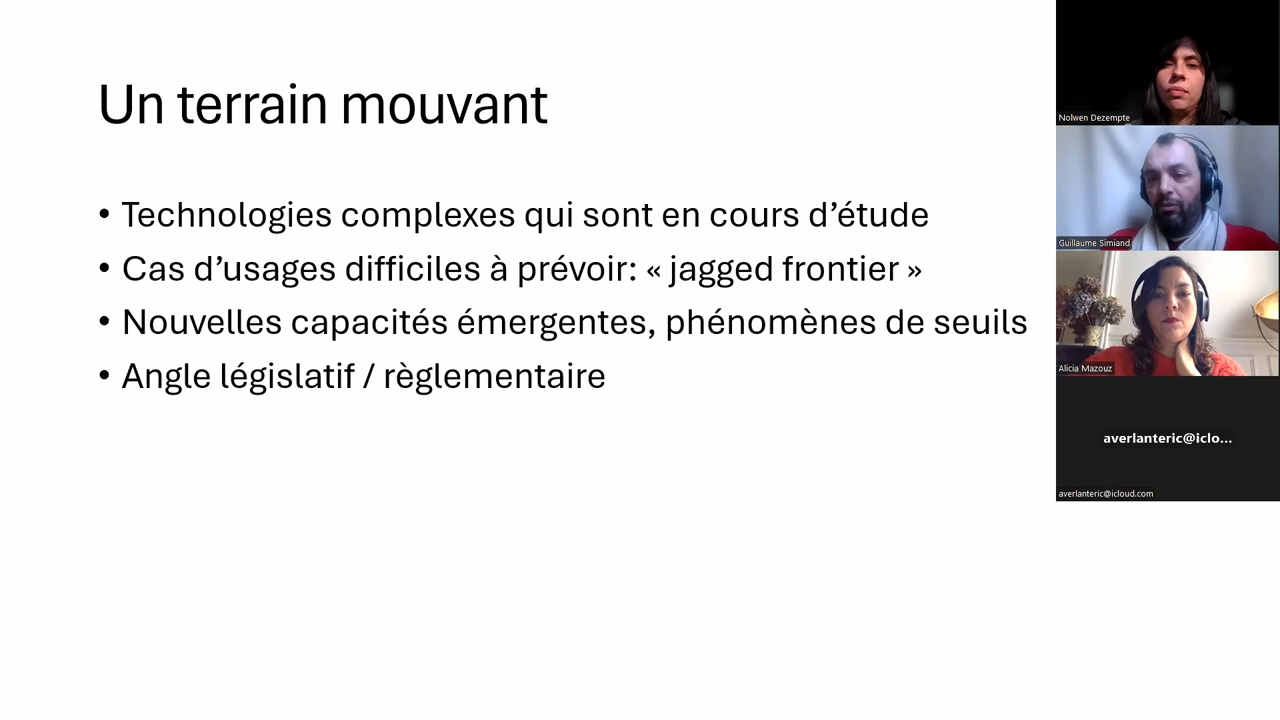 Un terrain mouvant
• Technologies complexes qui sont en cours d’étude
• Cas d’usages difficiles à prévoir: « jagged frontier »
• Nouvelles capacités émergentes, phénomènes de seuils
• Angle législatif / règlementaire
Nolwen Dezempte
Guillaume Simiand
Alicia Mazouz
averlanteric@iclo...
averlanteric@icloud.com